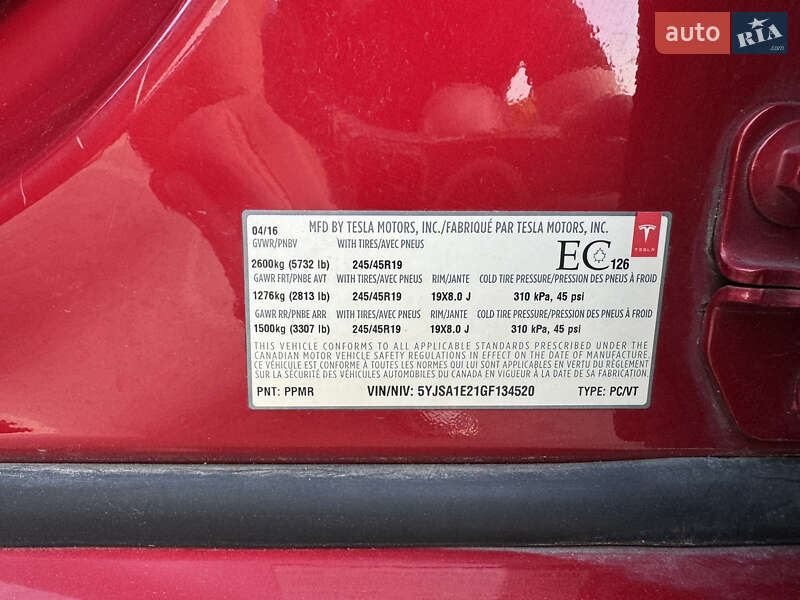 auto RIA
.com
04/16 MFD BY TESLA MOTORS, INC./FABRIQUÉ PAR TESLA MOTORS, INC.
GVWR/PNBV WITH TIRES/AVEC PNEUS
2600kg (5732 lb) 245/45R19 EC 126 TESLA
GAWR FRT/PNBE AVT WITH TIRES/AVEC PNEUS RIM/JANTE COLD TIRE PRESSURE/PRESSION DES PNEUS À FROID
1276kg (2813 lb) 245/45R19 19X8.0 J 310 kPa, 45 psi
GAWR RR/PNBE ARR WITH TIRES/AVEC PNEUS RIM/JANTE COLD TIRE PRESSURE/PRESSION DES PNEUS À FROID
1500kg (3307 lb) 245/45R19 19X8.0 J 310 kPa, 45 psi
THIS VEHICLE CONFORMS TO ALL APPLICABLE STANDARDS PRESCRIBED UNDER THE
CANADIAN MOTOR VEHICLE SAFETY REGULATIONS IN EFFECT ON THE DATE OF MANUFACTURE
CE VÉHICULE EST CONFORME À TOUTES LES NORMES QUI LUI SONT APPLICABLES EN VERTU DU RÈGLEMENT
SUR LA SÉCURITÉ DES VÉHICULES AUTOMOBILES DU CANADA EN VIGUEUR À LA DATE DE SA FABRICATION
PNT: PPMR VIN/NIV: 5YJSA1E21GF134520 TYPE: PC/VT